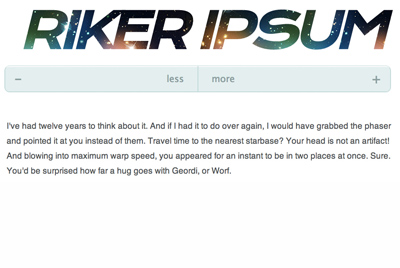 RIKER IPSUM
− less more +
I've had twelve years to think about it. And if I had it to do over again, I would have grabbed the phaser
and pointed it at you instead of them. Travel time to the nearest starbase? Your head is not an artifact!
And blowing into maximum warp speed, you appeared for an instant to be in two places at once. Sure.
You'd be surprised how far a hug goes with Geordi, or Worf.